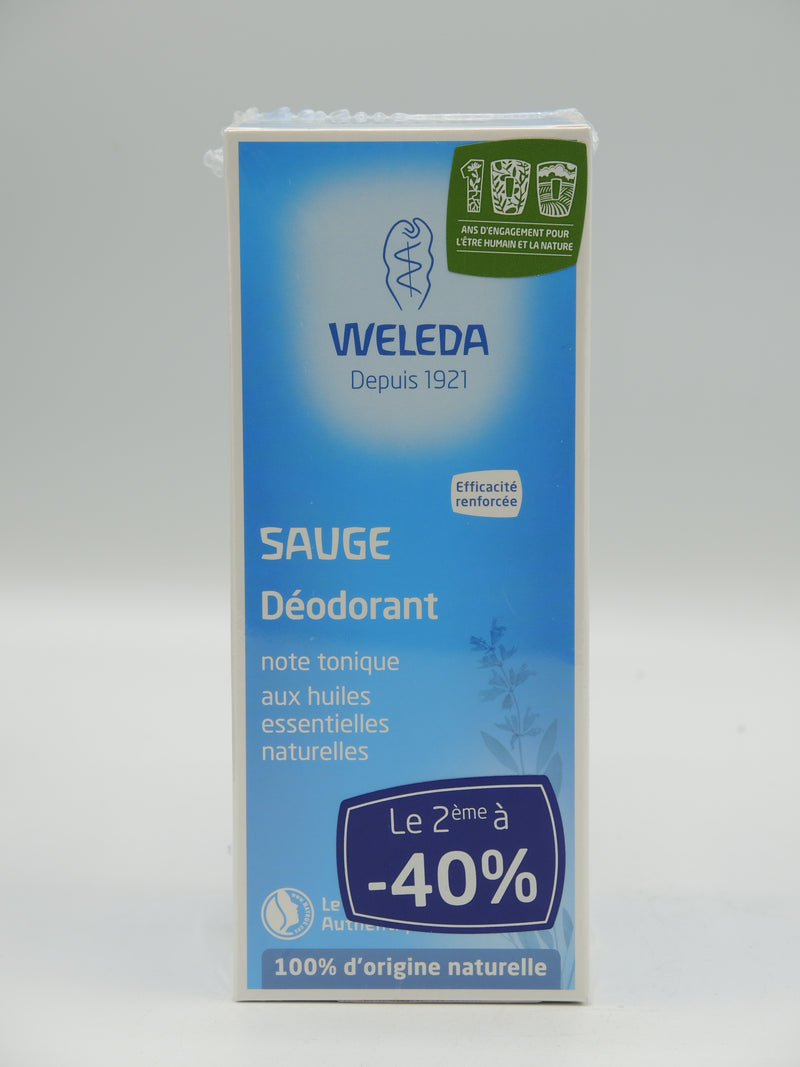 100
ANS D'ENGAGEMENT POUR
L'ÊTRE HUMAIN ET LA NATURE
WELEDA
Depuis 1921
Efficacité
renforcée
SAUGE
Déodorant
note tonique
aux huiles
essentielles
naturelles
Le 2ème à
-40%
Le
100% d'origine naturelle